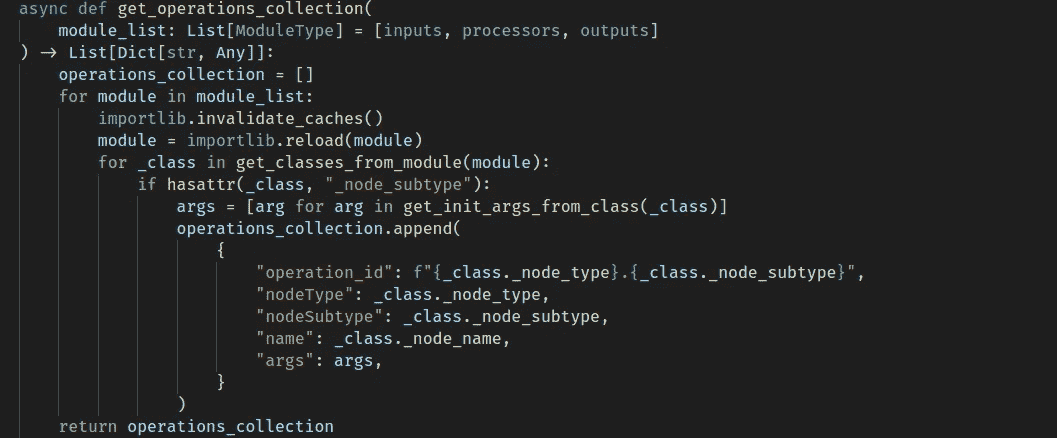 async def get_operations_collection(
    module_list: List[ModuleType] = [inputs, processors, outputs]
) -> List[Dict[str, Any]]:
    operations_collection = []
    for module in module_list:
        importlib.invalidate_caches()
        module = importlib.reload(module)
        for _class in get_classes_from_module(module):
            if hasattr(_class, "_node_subtype"):
                args = [arg for arg in get_init_args_from_class(_class)]
                operations_collection.append(
                    {
                        "operation_id": f"{_class._node_type}.{_class._node_subtype}",
                        "nodeType": _class._node_type,
                        "nodeSubtype": _class._node_subtype,
                        "name": _class._node_name,
                        "args": args,
                    }
                )
    return operations_collection